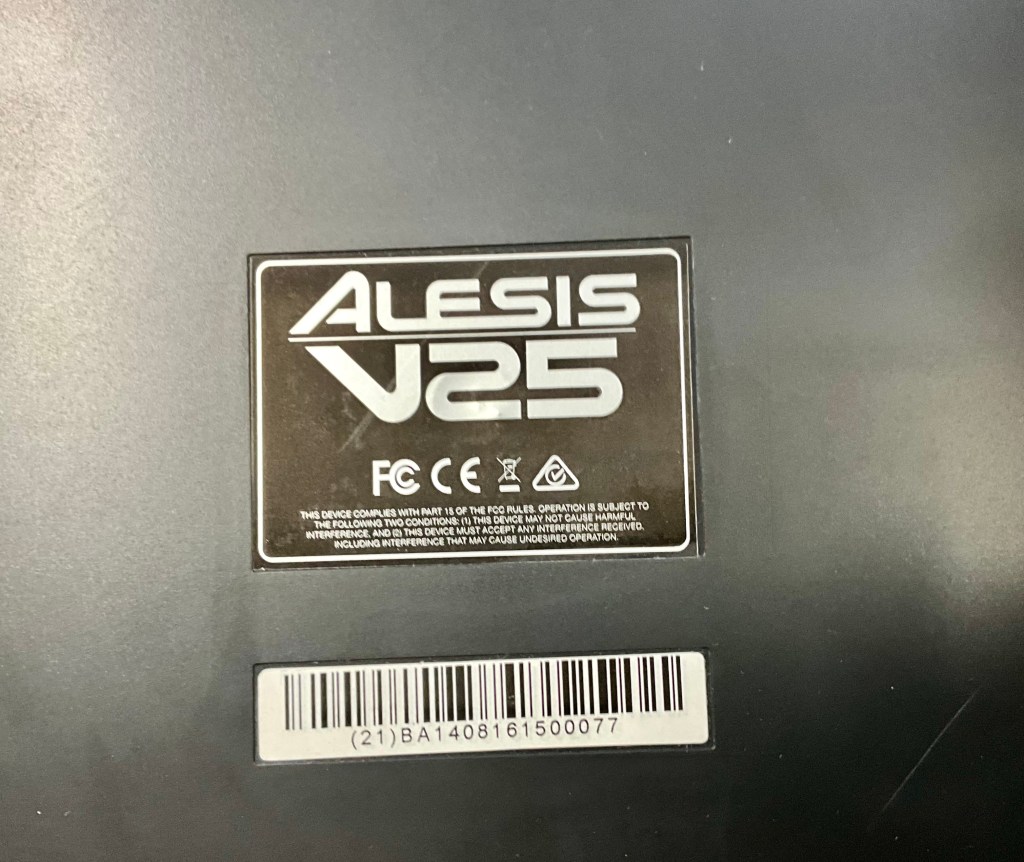 ALESIS
V25
FC CE
THIS DEVICE COMPLIES WITH PART 15 OF THE FCC RULES. OPERATION IS SUBJECT TO
THE FOLLOWING TWO CONDITIONS: (1) THIS DEVICE MAY NOT CAUSE HARMFUL
INTERFERENCE, AND (2) THIS DEVICE MUST ACCEPT ANY INTERFERENCE RECEIVED,
INCLUDING INTERFERENCE THAT MAY CAUSE UNDESIRED OPERATION.
(21)BA1408161500077